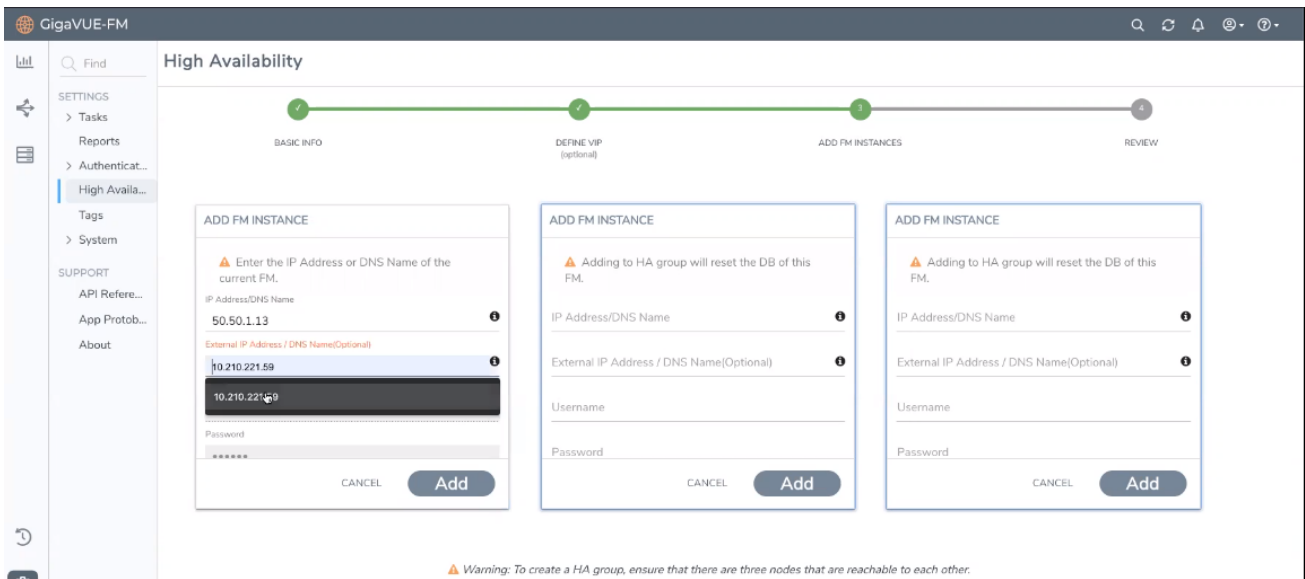 GigaVUE-FM
Find
High Availability
SETTINGS
Tasks
Reports
Authenticat...
High Availa...
Tags
System
SUPPORT
API Refere...
App Protob...
About
✓
✓
3
4
BASIC INFO
DEFINE VIP
(optional)
ADD FM INSTANCES
REVIEW
ADD FM INSTANCE
Enter the IP Address or DNS Name of the
current FM.
IP Address/DNS Name
50.50.1.13
External IP Address / DNS Name(Optional)
10.210.221.59
10.210.221.59
Password
••••••
CANCEL
Add
ADD FM INSTANCE
Adding to HA group will reset the DB of this
FM.
IP Address/DNS Name
External IP Address / DNS Name(Optional)
Username
Password
CANCEL
Add
ADD FM INSTANCE
Adding to HA group will reset the DB of this
FM.
IP Address/DNS Name
External IP Address / DNS Name(Optional)
Username
Password
CANCEL
Add
Warning: To create a HA group, ensure that there are three nodes that are reachable to each other.